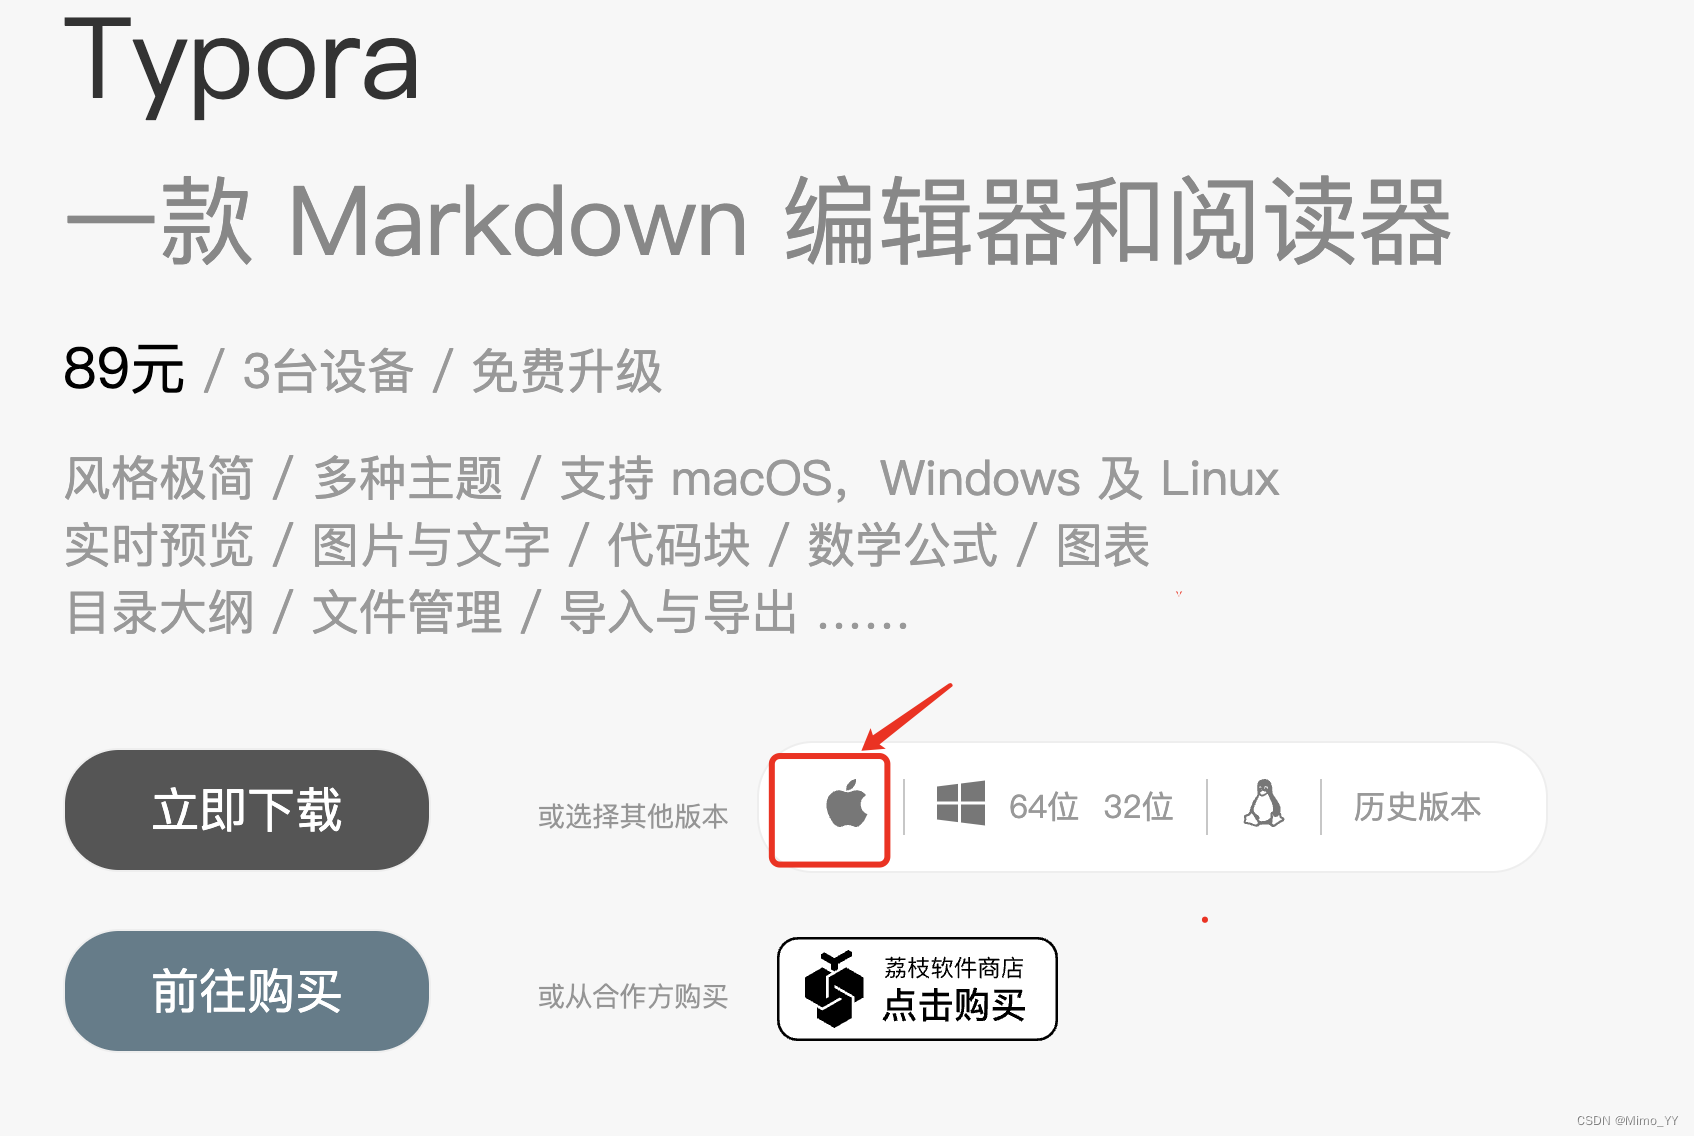 Typora
一款 Markdown 编辑器和阅读器
89元 / 3台设备 / 免费升级
风格极简 / 多种主题 / 支持 macOS，Windows 及 Linux
实时预览 / 图片与文字 / 代码块 / 数学公式 / 图表
目录大纲 / 文件管理 / 导入与导出 ……
立即下载
或选择其他版本
64位 32位
历史版本
前往购买
或从合作方购买
荔枝软件商店
点击购买
CSDN @Mimo_YY